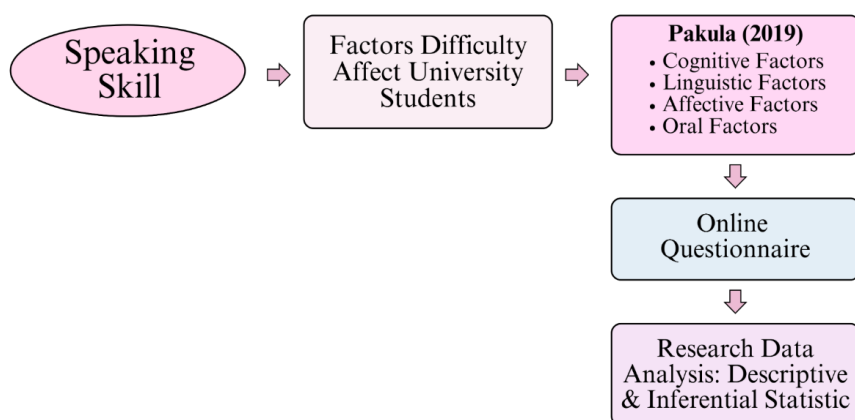 Speaking
Skill
Factors Difficulty
Affect University
Students
Pakula (2019)
• Cognitive Factors
• Linguistic Factors
• Affective Factors
• Oral Factors
Online
Questionnaire
Research Data
Analysis: Descriptive
& Inferential Statistic